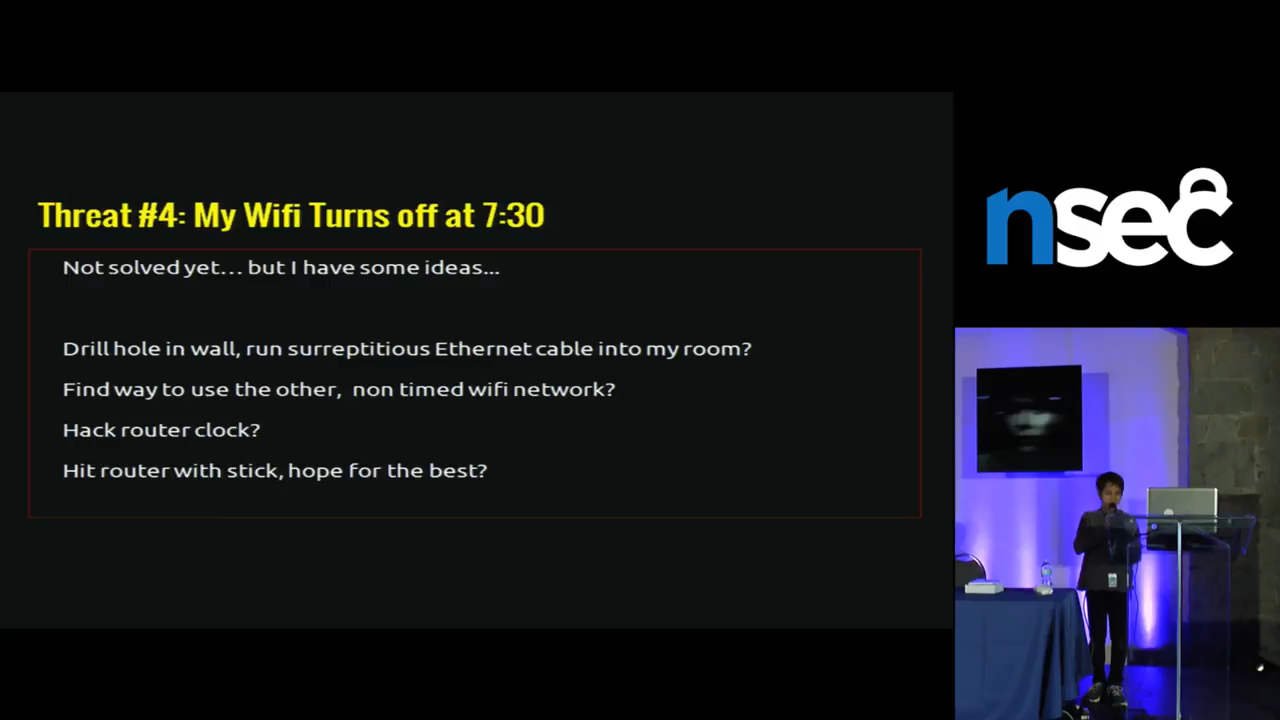 Threat #4: My Wifi Turns off at 7:30
Not solved yet... but I have some ideas...
Drill hole in wall, run surreptitious Ethernet cable into my room?
Find way to use the other,  non timed wifi network?
Hack router clock?
Hit router with stick, hope for the best?
nsec